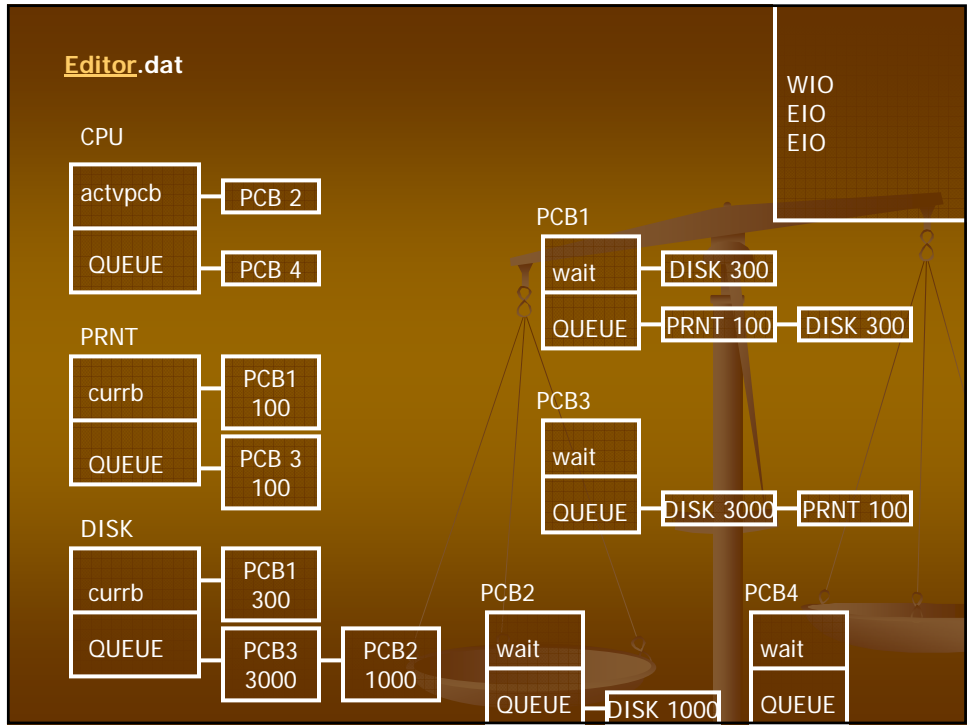 Editor.dat
WIO
EIO
EIO
CPU
actvpcb
PCB 2
QUEUE
PCB 4
PRNT
currb
PCB1
100
QUEUE
PCB 3
100
DISK
currb
PCB1
300
QUEUE
PCB3
3000
PCB2
1000
PCB1
wait
DISK 300
QUEUE
PRNT 100
DISK 300
PCB3
wait
QUEUE
DISK 3000
PRNT 100
PCB2
wait
QUEUE
DISK 1000
PCB4
wait
QUEUE